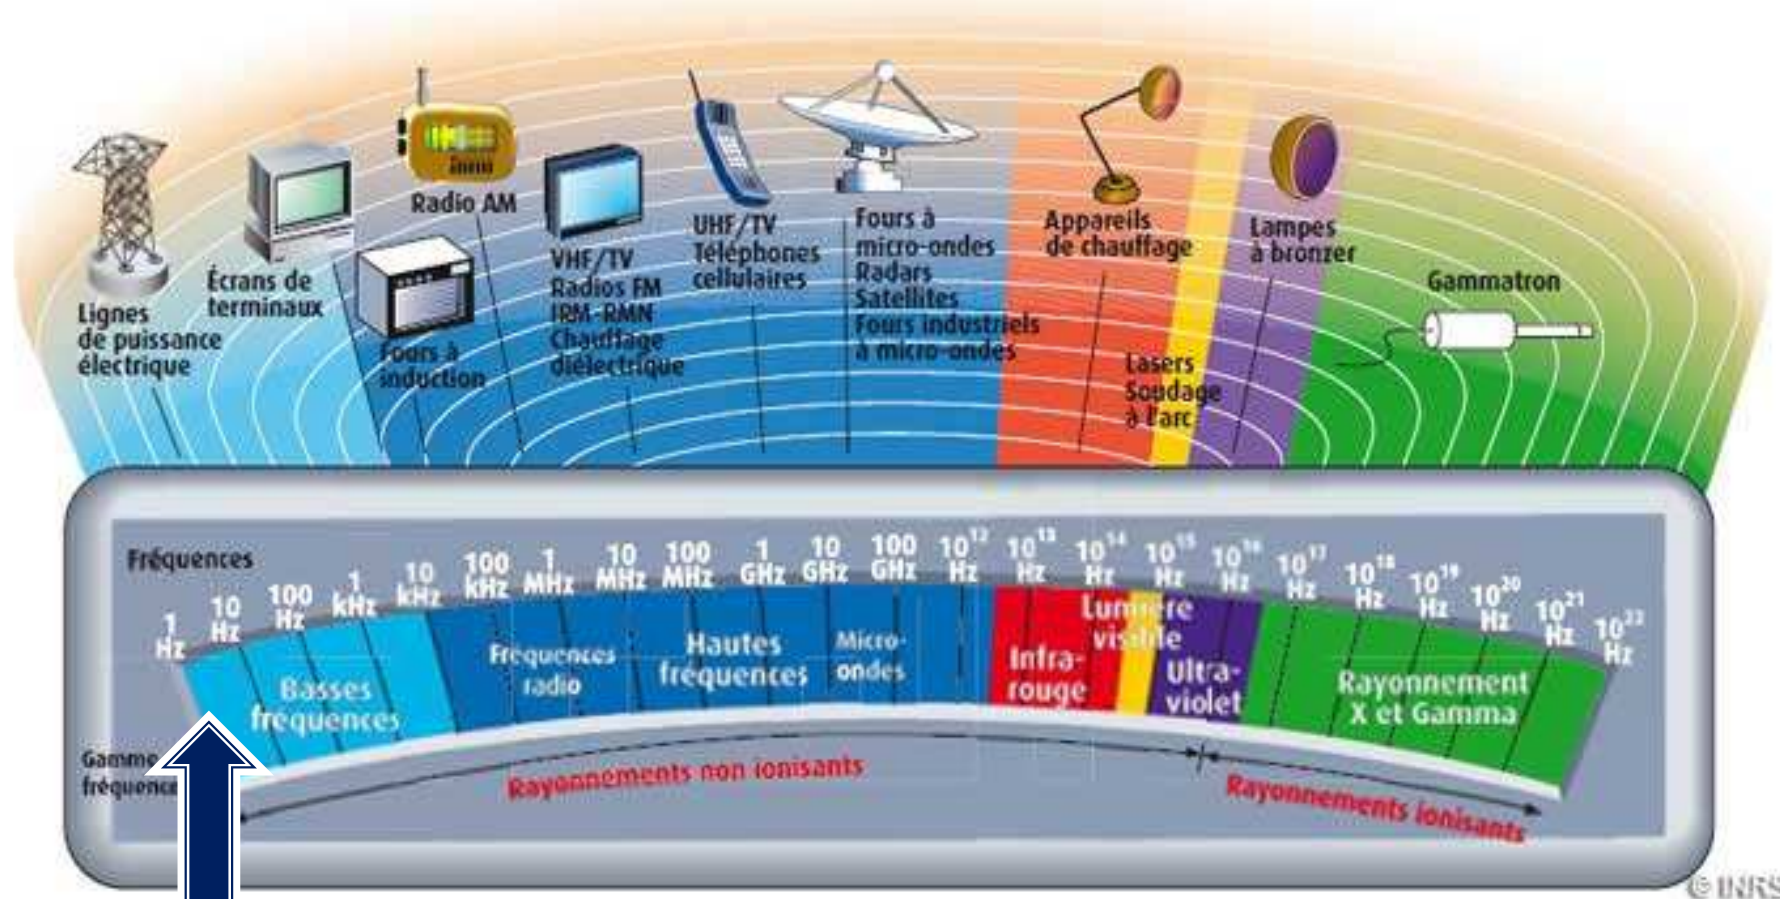 Radio AM
Écrans de
terminaux
Lignes
de puissance
électrique
Fours à
induction
VHF/TV
Radios FM
IRM-RMN
Chauffage
diélectrique
UHF/TV
Téléphones
cellulaires
Fours à
micro-ondes
Radars
Satellites
Fours industriels
à micro-ondes
Appareils
de chauffage
Lasers
Soudage
à l'arc
Lampes
à bronzer
Gammatron
Fréquences
1 Hz
10 Hz
100 Hz
1 kHz
10 kHz
100 kHz
1 MHz
10 MHz
100 MHz
1 GHz
10 GHz
100 GHz
10¹² Hz
10¹³ Hz
10¹⁴ Hz
10¹⁵ Hz
10¹⁶ Hz
10¹⁷ Hz
10¹⁸ Hz
10¹⁹ Hz
10²⁰ Hz
10²¹ Hz
10²² Hz
Basses
fréquences
Fréquences
radio
Hautes
fréquences
Micro-
ondes
Infra-
rouge
Lumière
visible
Ultra-
violet
Rayonnement
X et Gamma
Rayonnements non ionisants
Rayonnements ionisants
© INRS